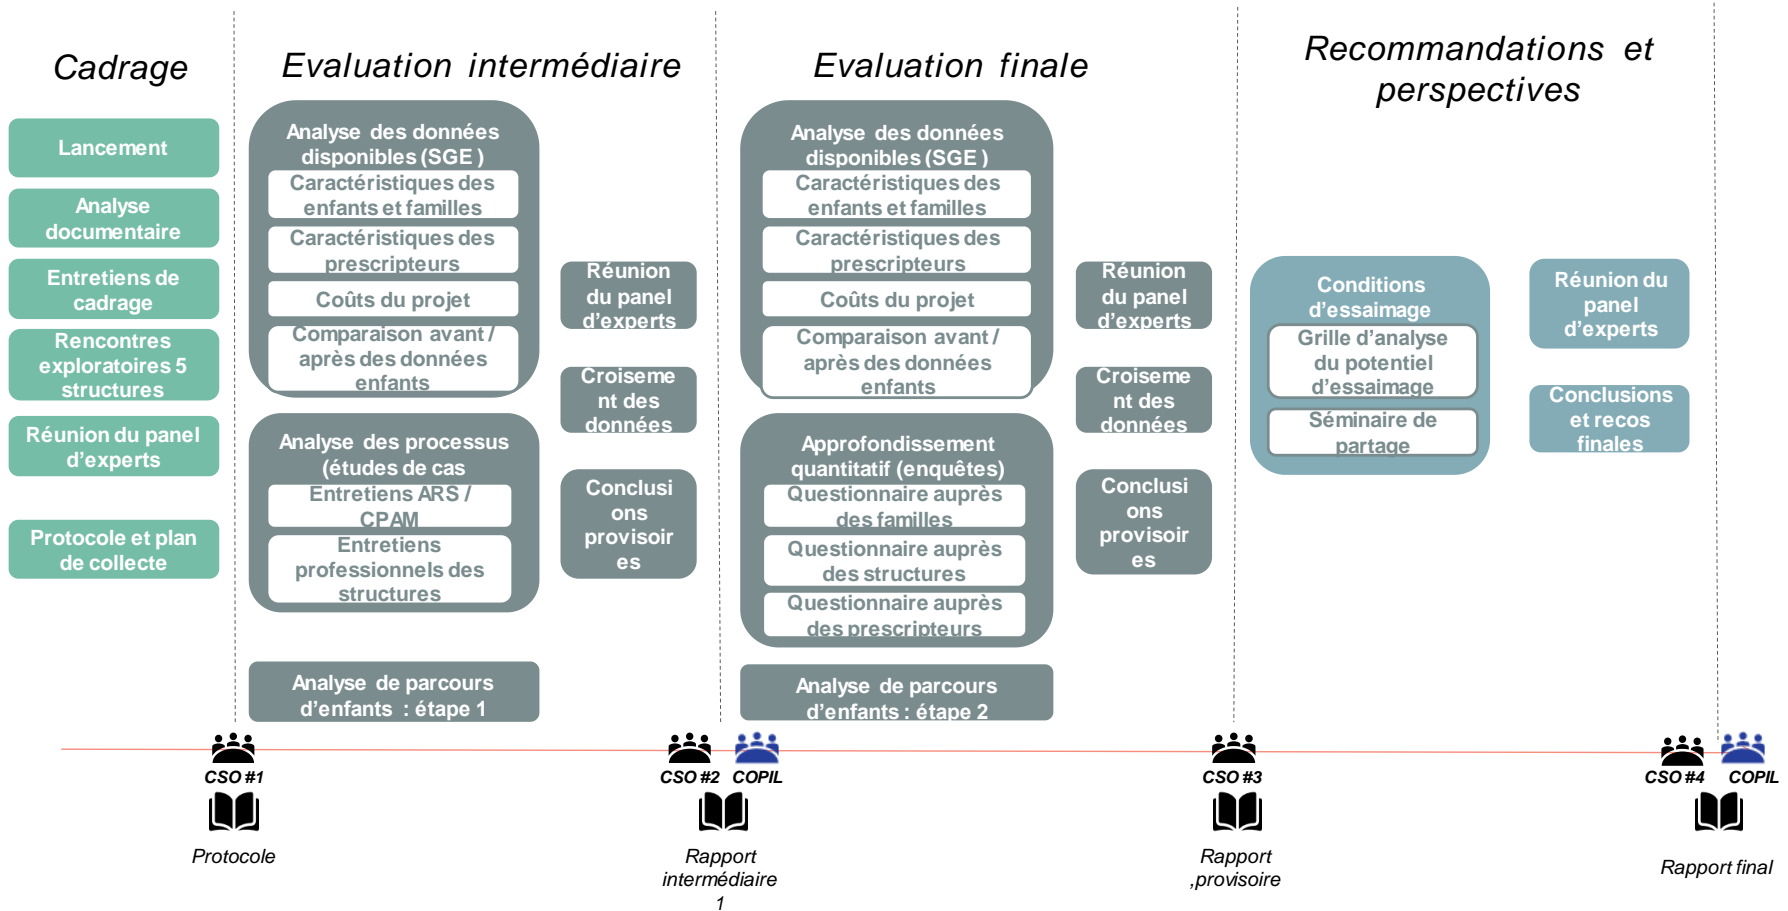 Cadrage
Lancement
Analyse
documentaire
Entretiens de
cadrage
Rencontres
exploratoires 5
structures
Réunion du panel
d'experts
Protocole et plan
de collecte
Evaluation intermédiaire
Analyse des données
disponibles (SGE )
Caractéristiques des
enfants et familles
Caractéristiques des
prescripteurs
Coûts du projet
Comparaison avant /
après des données
enfants
Analyse des processus
(études de cas
Entretiens ARS /
CPAM
Entretiens
professionnels des
structures
Analyse de parcours
d'enfants : étape 1
Réunion
du panel
d'experts
Croiseme
nt des
données
Conclusi
ons
provisoir
es
Evaluation finale
Analyse des données
disponibles (SGE )
Caractéristiques des
enfants et familles
Caractéristiques des
prescripteurs
Coûts du projet
Comparaison avant /
après des données
enfants
Approfondissement
quantitatif (enquêtes)
Questionnaire auprès
des familles
Questionnaire auprès
des structures
Questionnaire auprès
des prescripteurs
Analyse de parcours
d'enfants : étape 2
Réunion
du panel
d'experts
Croiseme
nt des
données
Conclusi
ons
provisoir
es
Recommandations et
perspectives
Conditions
d'essaimage
Grille d'analyse
du potentiel
d'essaimage
Séminaire de
partage
Réunion du
panel
d'experts
Conclusions
et recos
finales
CSO #1
Protocole
CSO #2
COPIL
Rapport
intermédiaire
1
CSO #3
Rapport
,provisoire
CSO #4
COPIL
Rapport final